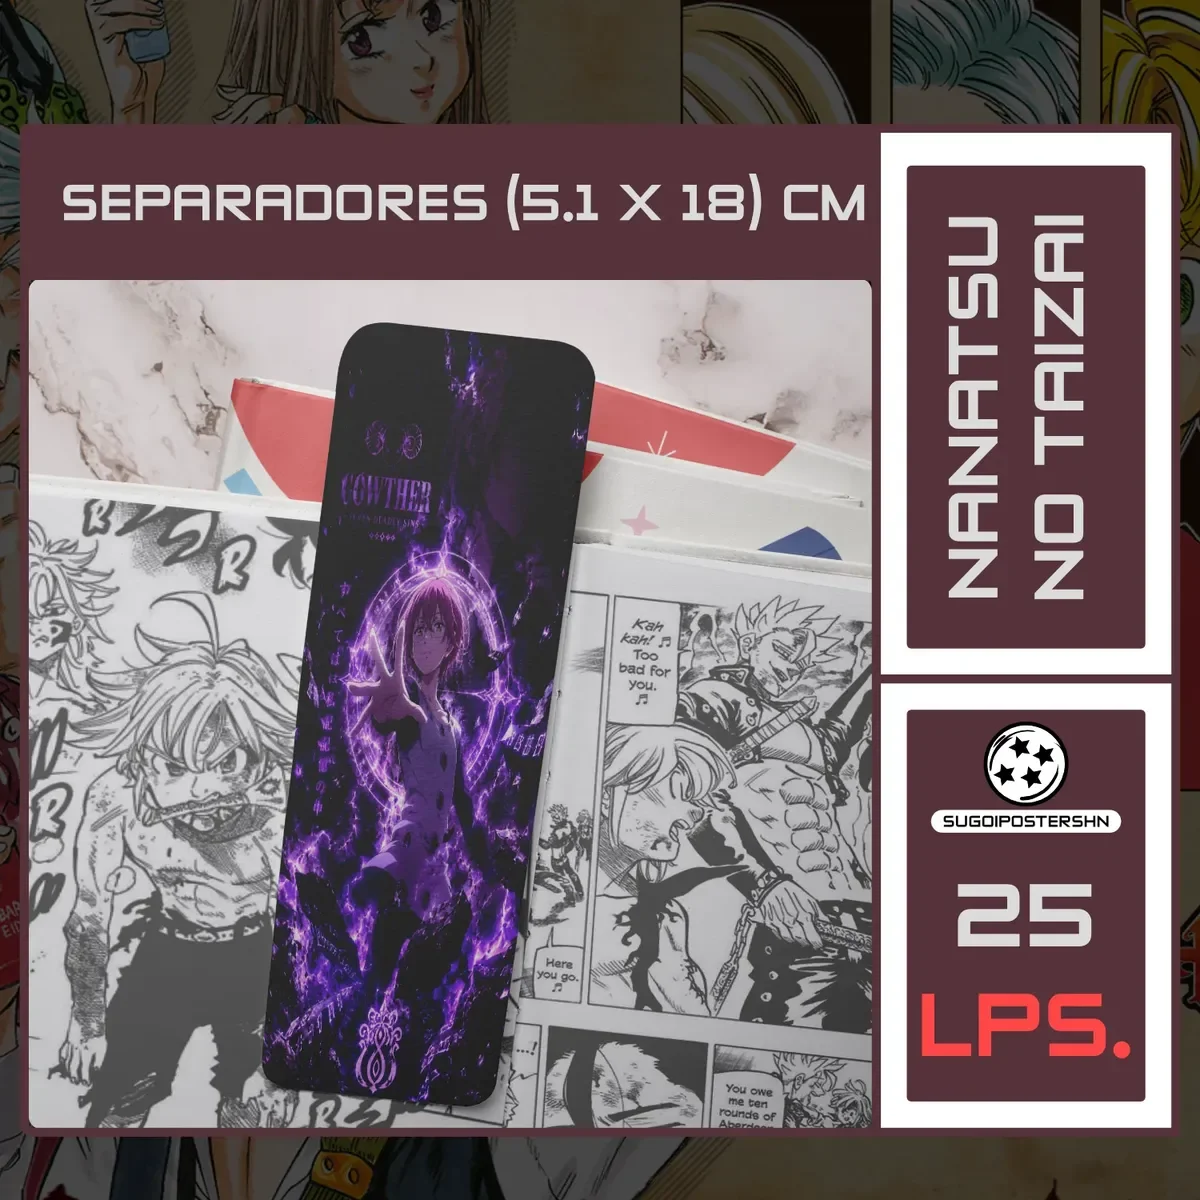 SEPARADORES (5.1 X 18) CM
NANATSU
NO TAIZAI
SUGOIPOSTERSHN
25
LPS.
COWTHER
Kah
kah! ♬
Too
bad for
you.
♬
Here
you go.
♬
...!
You owe
me ten
rounds of